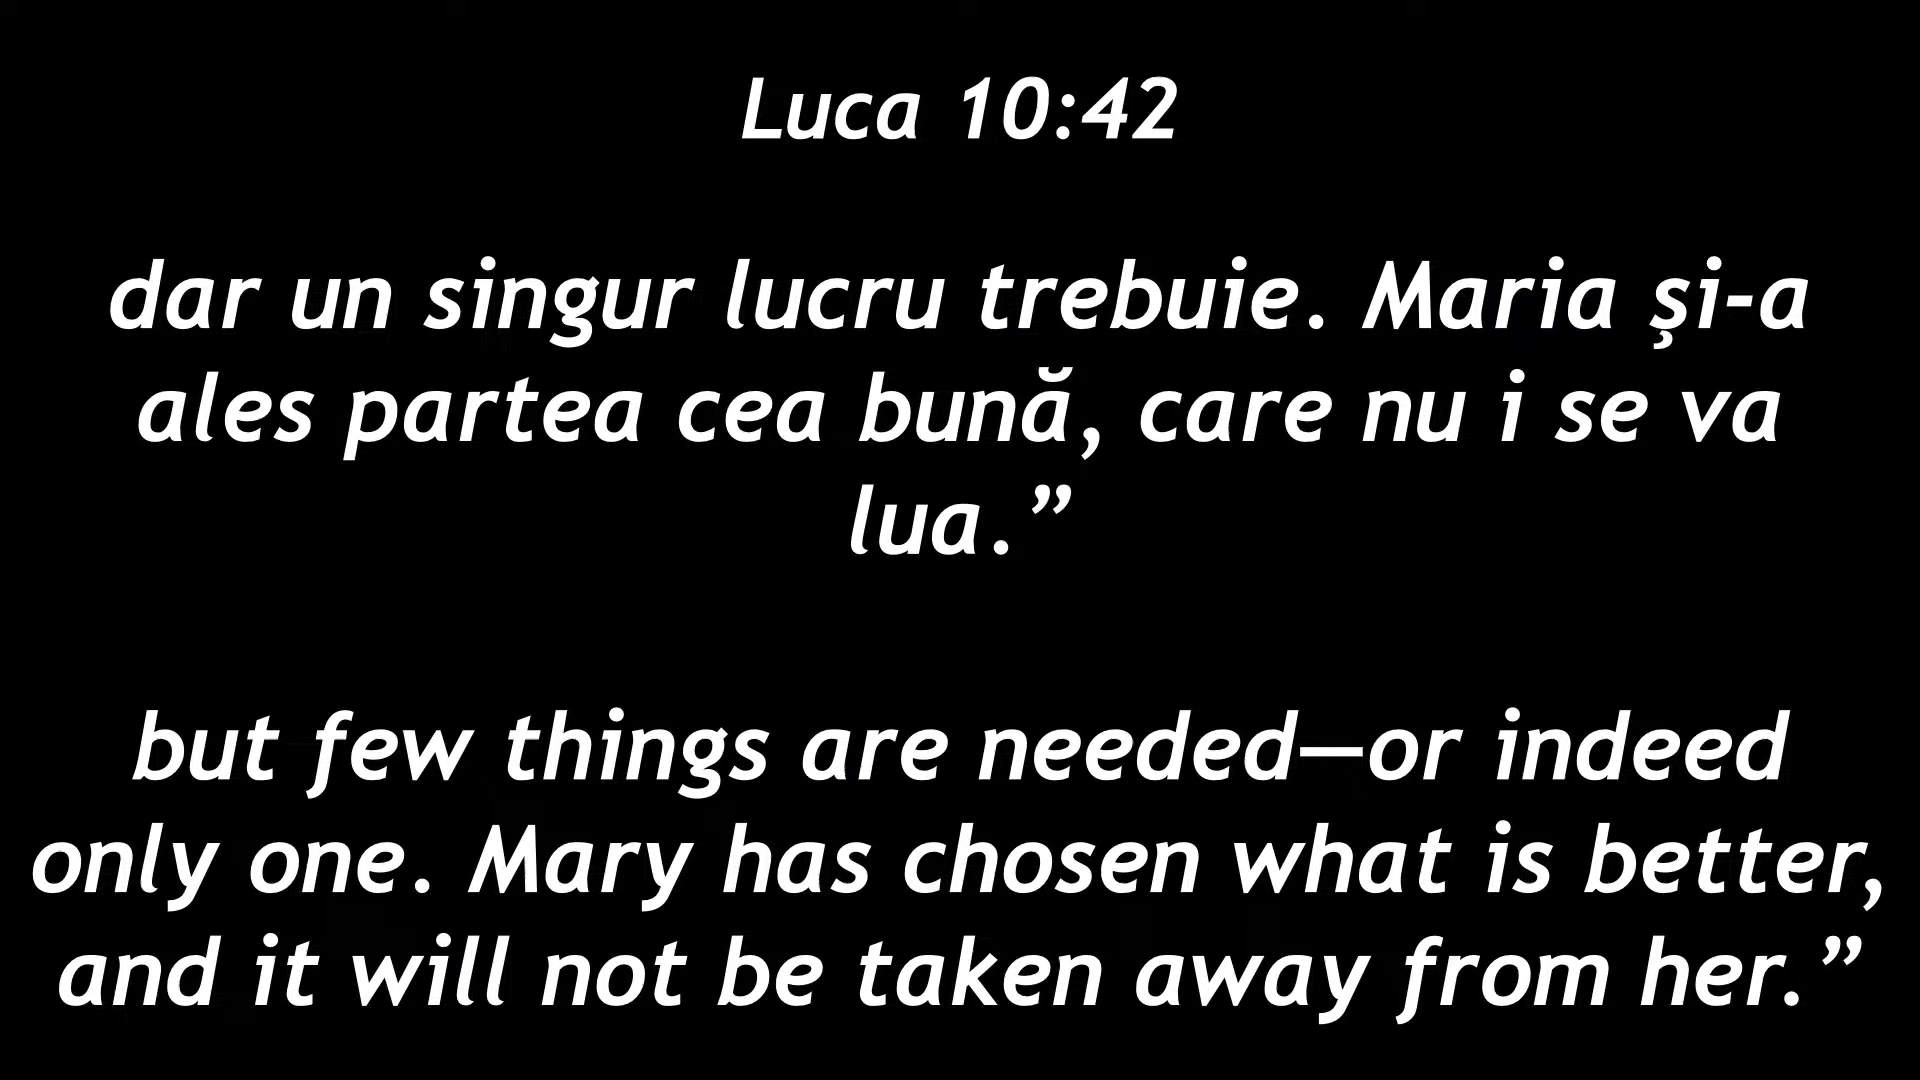 Luca 10:42
dar un singur lucru trebuie. Maria şi-a
ales partea cea bună, care nu i se va
lua.”
but few things are needed—or indeed
only one. Mary has chosen what is better,
and it will not be taken away from her.”